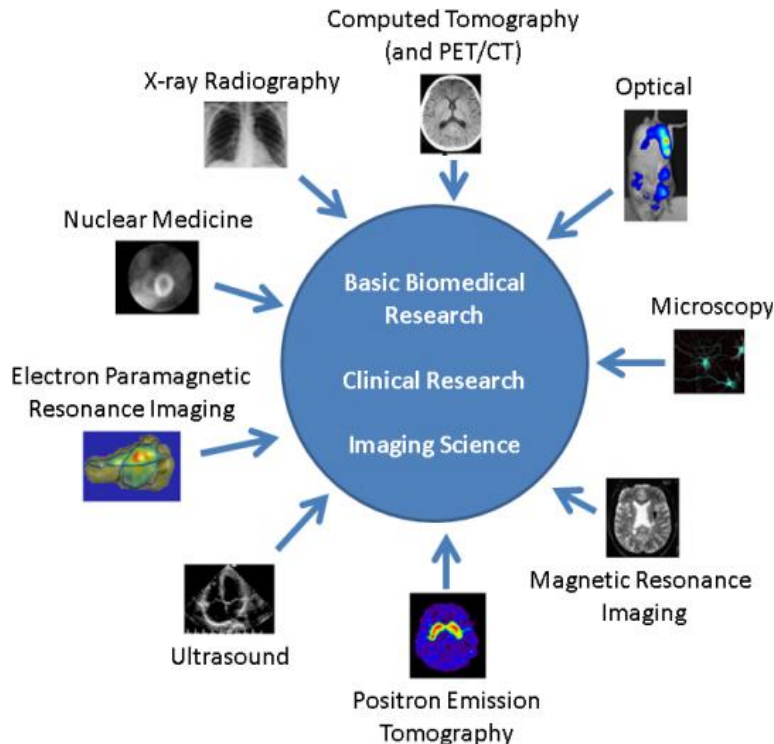 Computed Tomography
(and PET/CT)
X-ray Radiography
Optical
Nuclear Medicine
Basic Biomedical
Research
Microscopy
Clinical Research
Electron Paramagnetic
Resonance Imaging
Imaging Science
Magnetic Resonance
Imaging
Ultrasound
Positron Emission
Tomography